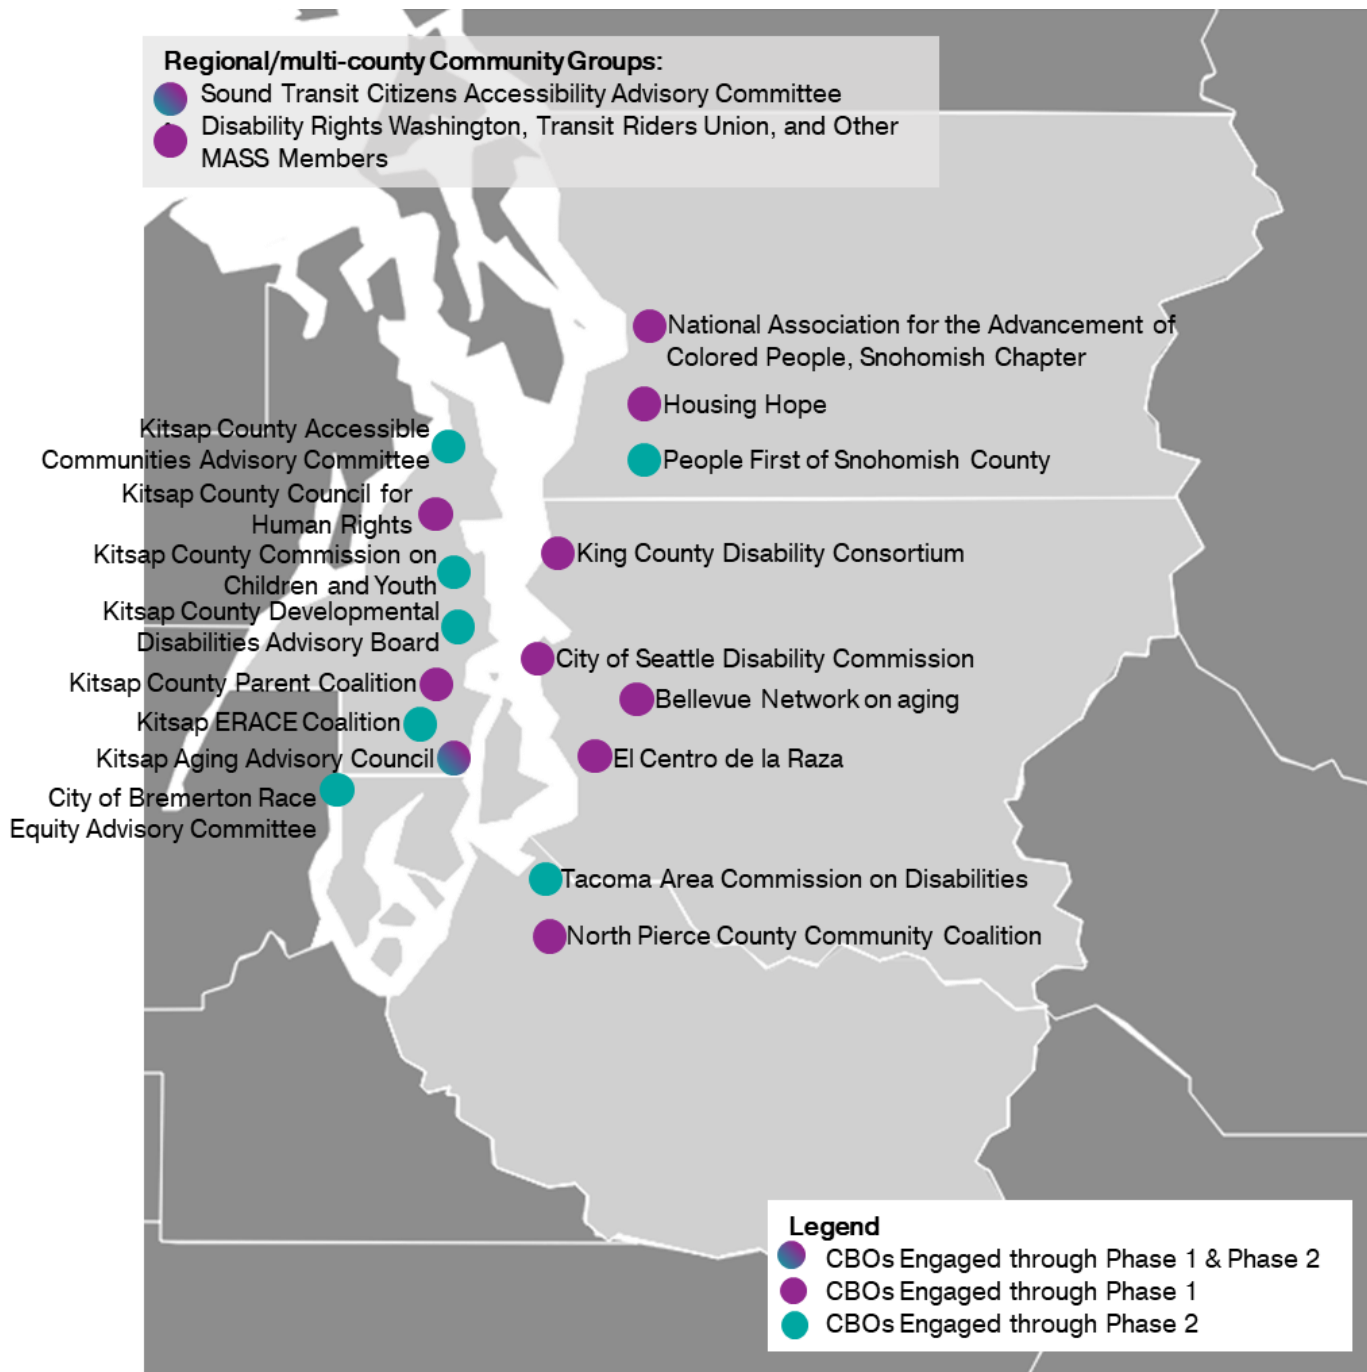 Regional/multi-county Community Groups:
Sound Transit Citizens Accessibility Advisory Committee
Disability Rights Washington, Transit Riders Union, and Other
MASS Members
National Association for the Advancement of
Colored People, Snohomish Chapter
Housing Hope
People First of Snohomish County
Kitsap County Accessible
Communities Advisory Committee
Kitsap County Council for
Human Rights
Kitsap County Commission on
Children and Youth
Kitsap County Developmental
Disabilities Advisory Board
Kitsap County Parent Coalition
Kitsap ERACE Coalition
Kitsap Aging Advisory Council
City of Bremerton Race
Equity Advisory Committee
King County Disability Consortium
City of Seattle Disability Commission
Bellevue Network on aging
El Centro de la Raza
Tacoma Area Commission on Disabilities
North Pierce County Community Coalition
Legend
CBOs Engaged through Phase 1 & Phase 2
CBOs Engaged through Phase 1
CBOs Engaged through Phase 2